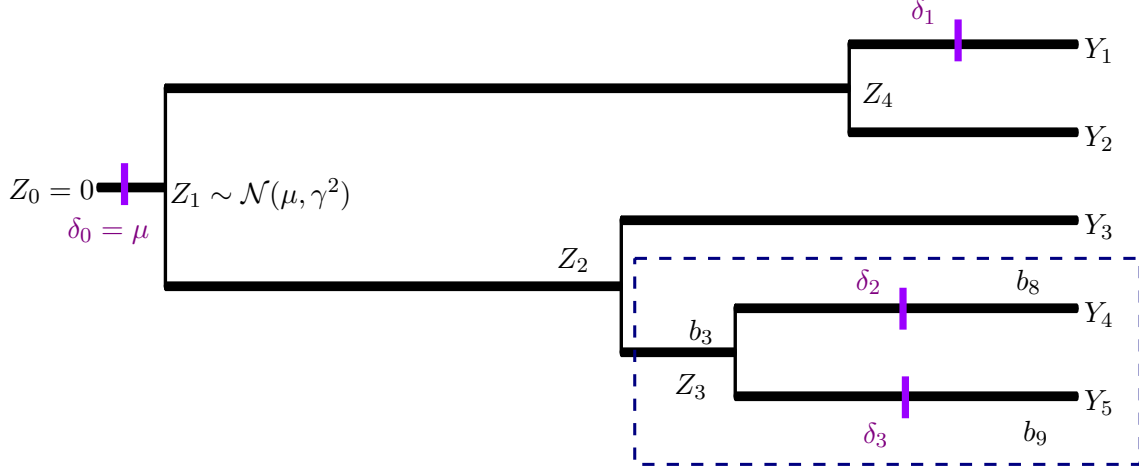 δ₁
Y₁
Z₄
Y₂
Z₀ = 0
Z₁ ∼ 𝒩(μ, γ²)
δ₀ = μ
Y₃
Z₂
δ₂
b₈
Y₄
b₃
Z₃
Y₅
δ₃
b₉